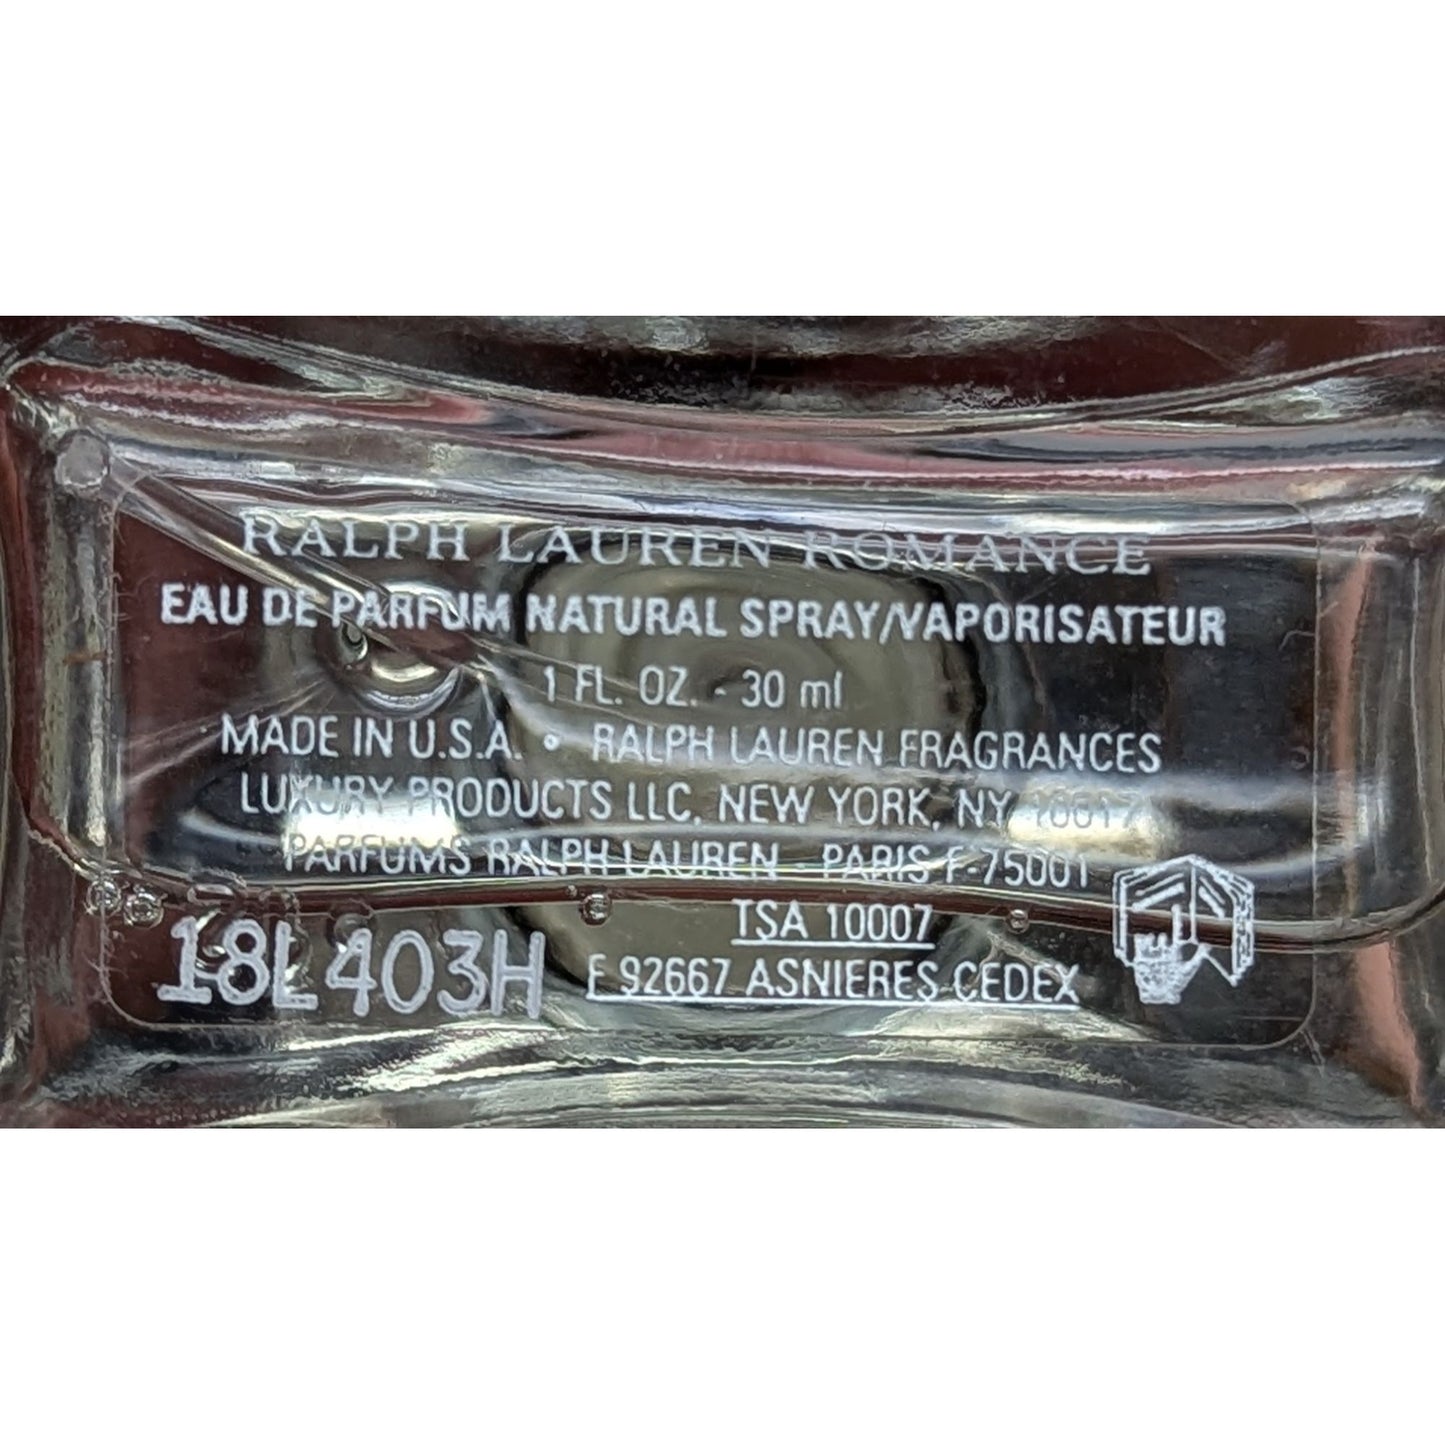 RALPH LAUREN ROMANCE
EAU DE PARFUM NATURAL SPRAY/VAPORISATEUR
1 FL. OZ. - 30 ml
MADE IN U.S.A. • RALPH LAUREN FRAGRANCES
LUXURY PRODUCTS LLC, NEW YORK, NY 10017
PARFUMS RALPH LAUREN - PARIS F-75001
TSA 10007
F 92667 ASNIERES CEDEX
18L403H